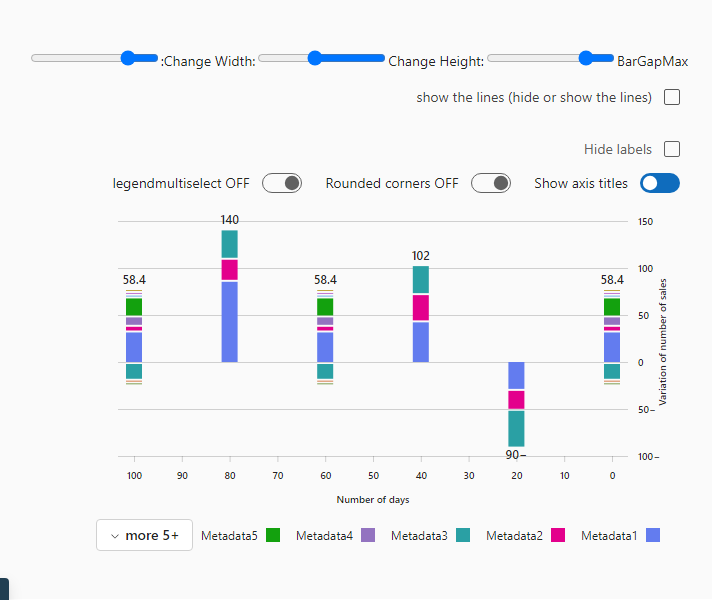 :Change Width: Change Height: BarGapMax
show the lines (hide or show the lines)
Hide labels
legendmultiselect OFF Rounded corners OFF Show axis titles
140
150
102
100
58.4 58.4 58.4
50
Variation of number of sales
0
50–
90–
100–
100 90 80 70 60 50 40 30 20 10 0
Number of days
more 5+ Metadata5 Metadata4 Metadata3 Metadata2 Metadata1